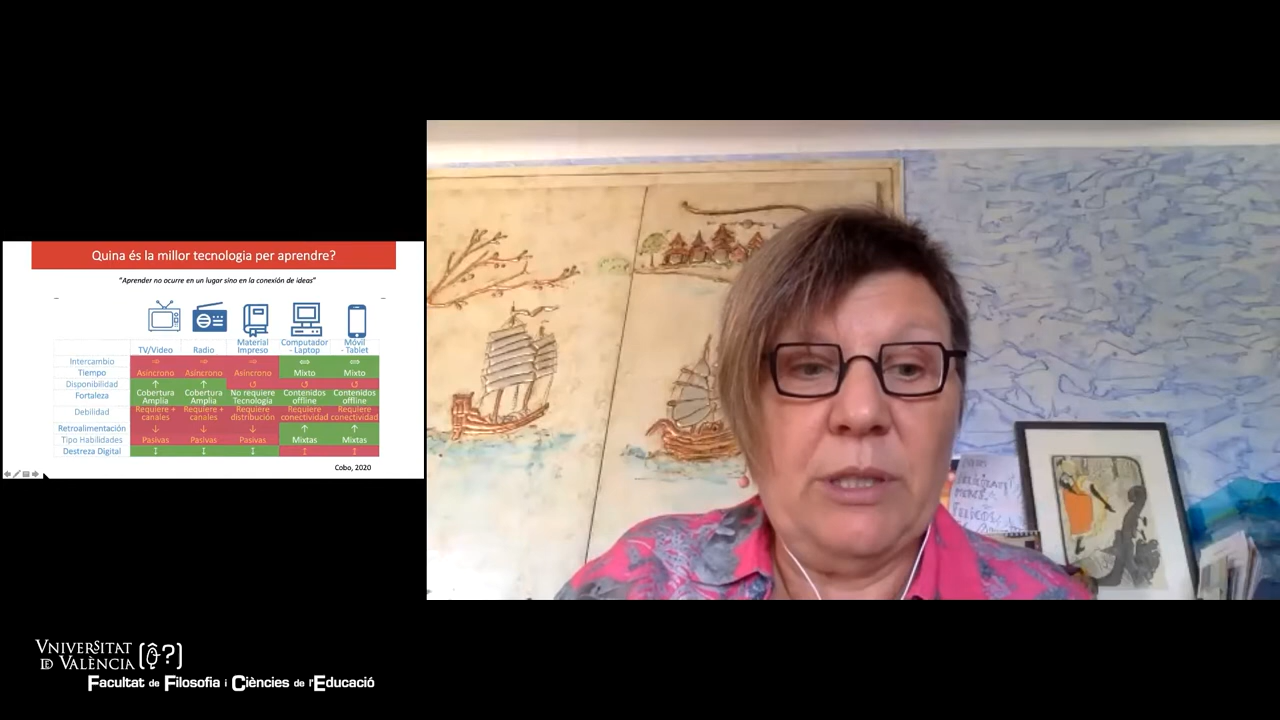 Quina és la millor tecnologia per aprendre?
"Aprender no ocurre en un lugar sino en la conexión de ideas"
TV/Video Radio Material Impreso Computador - Laptop Móvil - Tablet
Intercambio ⇨ ⇨ ⇨ ⇔ ⇔
Tiempo Asíncrono Asíncrono Asíncrono Mixto Mixto
Disponibilidad ↑ ↑ ↺ ↺ ↺
Fortaleza Cobertura Amplia Cobertura Amplia No requiere Tecnología Contenidos offline Contenidos offline
Debilidad Requiere + canales Requiere + canales Requiere distribución Requiere conectividad Requiere conectividad
Retroalimentación ↓ ↓ ↓ ↑ ↑
Tipo Habilidades Pasivas Pasivas Pasivas Mixtas Mixtas
Destreza Digital
Cobo, 2020
VNIVERSITAT
DE VALÈNCIA [Ô?]
Facultat de Filosofia i Ciències de l'Educació